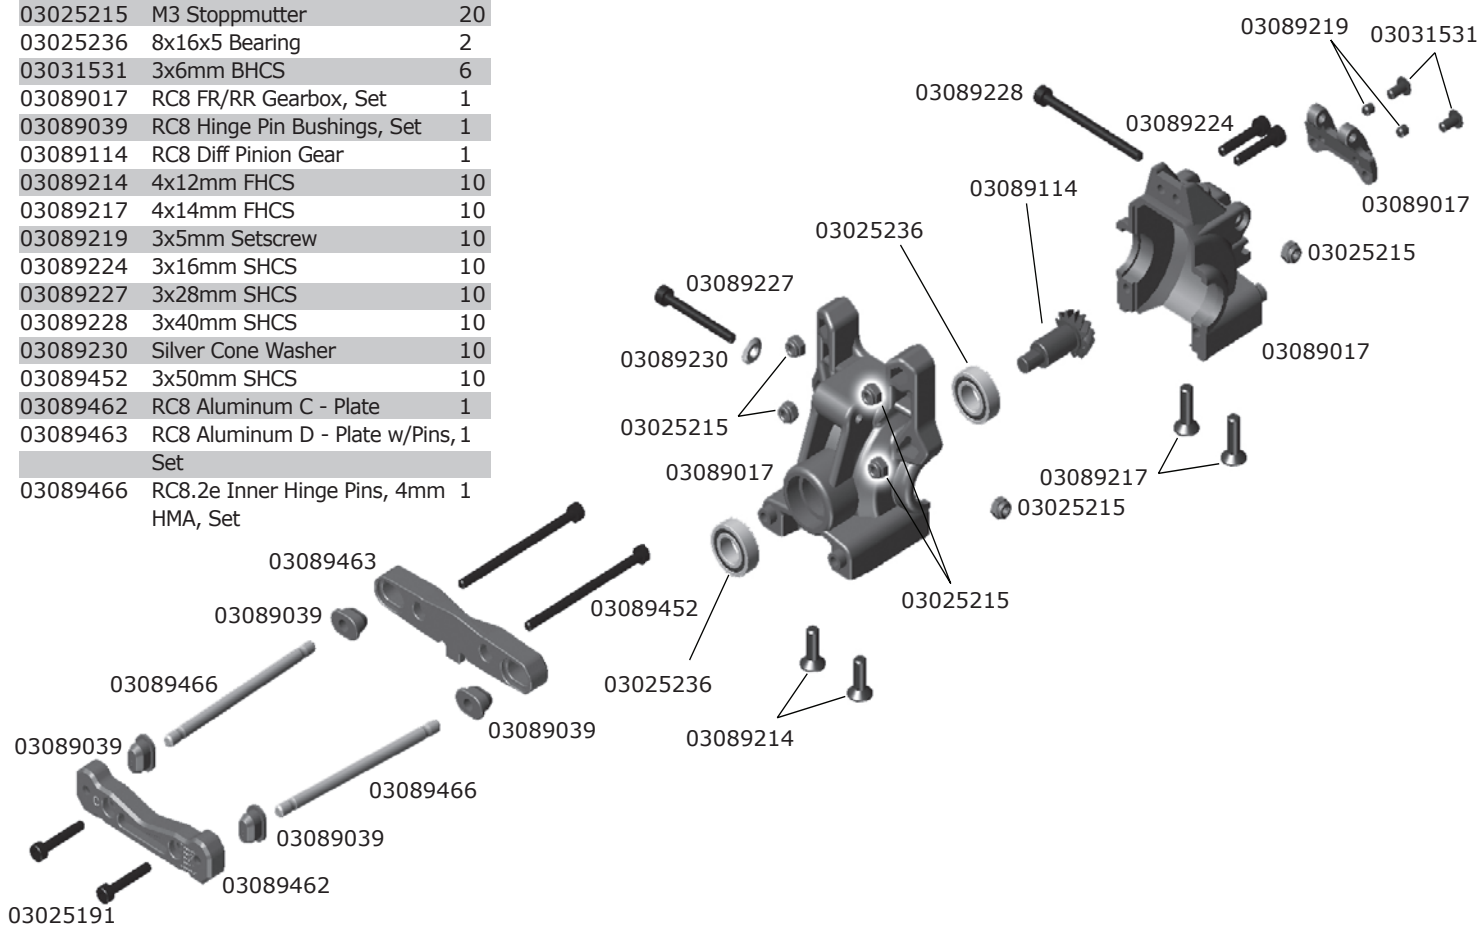 03025215 M3 Stoppmutter 20
03025236 8x16x5 Bearing 2
03031531 3x6mm BHCS 6
03089017 RC8 FR/RR Gearbox, Set 1
03089039 RC8 Hinge Pin Bushings, Set 1
03089114 RC8 Diff Pinion Gear 1
03089214 4x12mm FHCS 10
03089217 4x14mm FHCS 10
03089219 3x5mm Setscrew 10
03089224 3x16mm SHCS 10
03089227 3x28mm SHCS 10
03089228 3x40mm SHCS 10
03089230 Silver Cone Washer 10
03089452 3x50mm SHCS 10
03089462 RC8 Aluminum C - Plate 1
03089463 RC8 Aluminum D - Plate w/Pins, 1
Set
03089466 RC8.2e Inner Hinge Pins, 4mm 1
HMA, Set
03089219
03031531
03089228
03089224
03089114
03089017
03025236
03025215
03089227
03089230
03089017
03025215
03089017
03089217
03025215
03089463
03025215
03089452
03089039
03089466
03025236
03089039
03089214
03089039
03089466
03089039
03089462
03025191